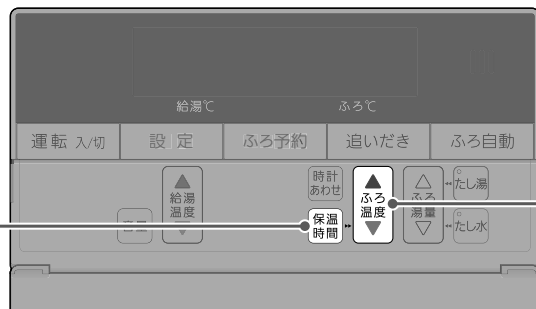 給湯℃ ふろ℃
運転 入/切 設定 ふろ予約 追いだき ふろ自動
時計
あわせ
たし湯
給湯
温度
ふろ
温度
ふろ
湯量
音量
保温
時間
たし水